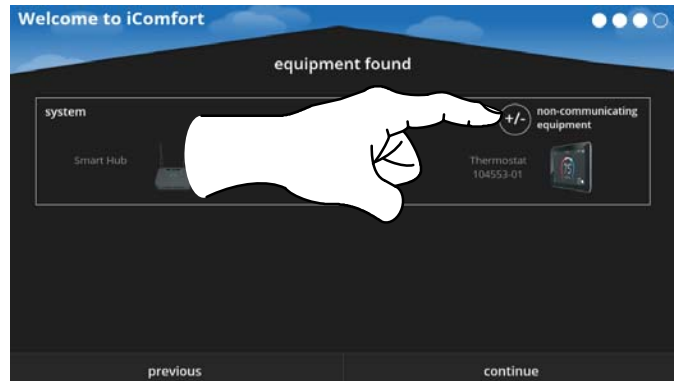 Welcome to iComfort
equipment found
system
+/-
non-communicating
equipment
Smart Hub
Thermostat
104553-01
75
previous
continue